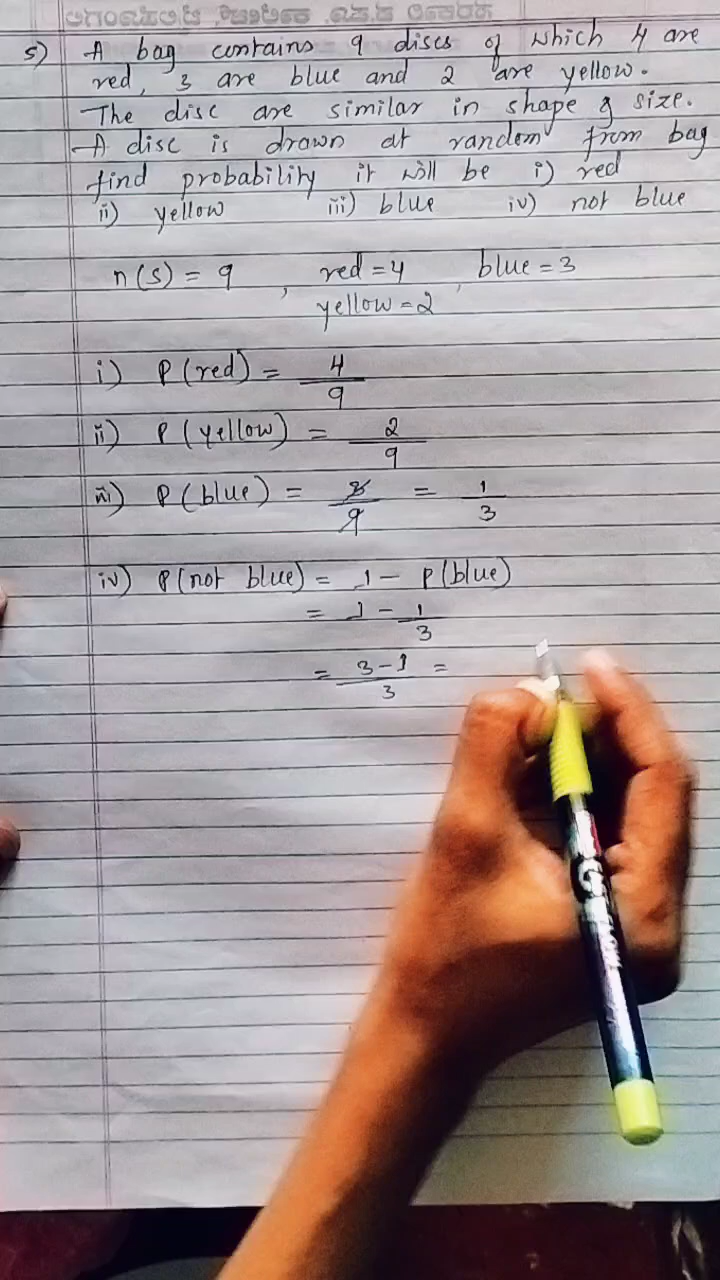 5) A bag contains 9 discs of which 4 are
red, 3 are blue and 2 are yellow.
The disc are similar in shape & size.
A disc is drawn at random from bag
find probability it will be i) red
ii) yellow iii) blue iv) not blue
n(s) = 9, red = 4, blue = 3
yellow = 2
i) P(red) = 4/9
ii) P(yellow) = 2/9
iii) P(blue) = 3/9 = 1/3
iv) P(not blue) = 1 - P(blue)
= 1 - 1/3
= 3-1/3 =